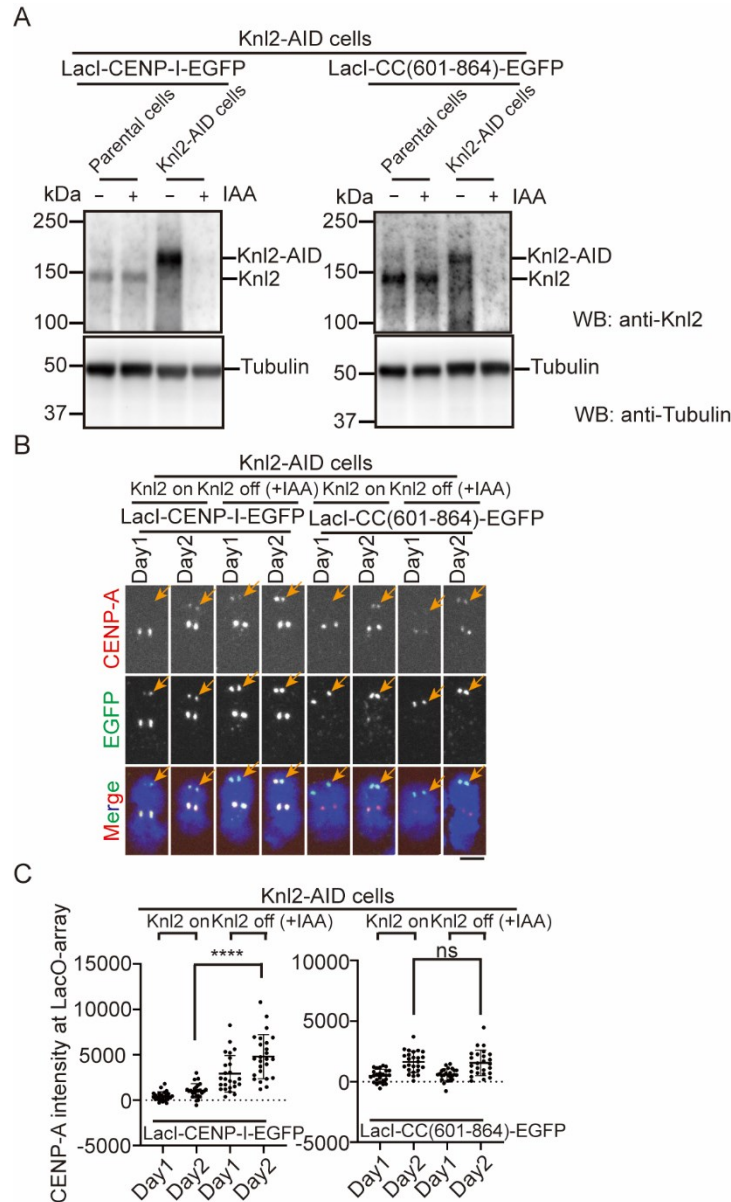 A
Knl2-AID cells
LacI-CENP-I-EGFP LacI-CC(601-864)-EGFP
Parental cells Knl2-AID cells Parental cells Knl2-AID cells
kDa − + − + IAA kDa − + − + IAA
250 250
Knl2-AID Knl2-AID
150 Knl2 150 Knl2
100 100 WB: anti-Knl2
50 Tubulin 50 Tubulin
37 37 WB: anti-Tubulin
B
Knl2-AID cells
Knl2 on Knl2 off (+IAA) Knl2 on Knl2 off (+IAA)
LacI-CENP-I-EGFP LacI-CC(601-864)-EGFP
Day1 Day2 Day1 Day2 Day1 Day2 Day1 Day2
CENP-A
EGFP
Merge
C
Knl2-AID cells
Knl2 on Knl2 off (+IAA) Knl2 on Knl2 off (+IAA)
CENP-A intensity at LacO-array
15000 **** 10000 ns
10000 5000
5000 0
0 -5000
-5000
LacI-CENP-I-EGFP LacI-CC(601-864)-EGFP
Day1 Day2 Day1 Day2 Day1 Day2 Day1 Day2